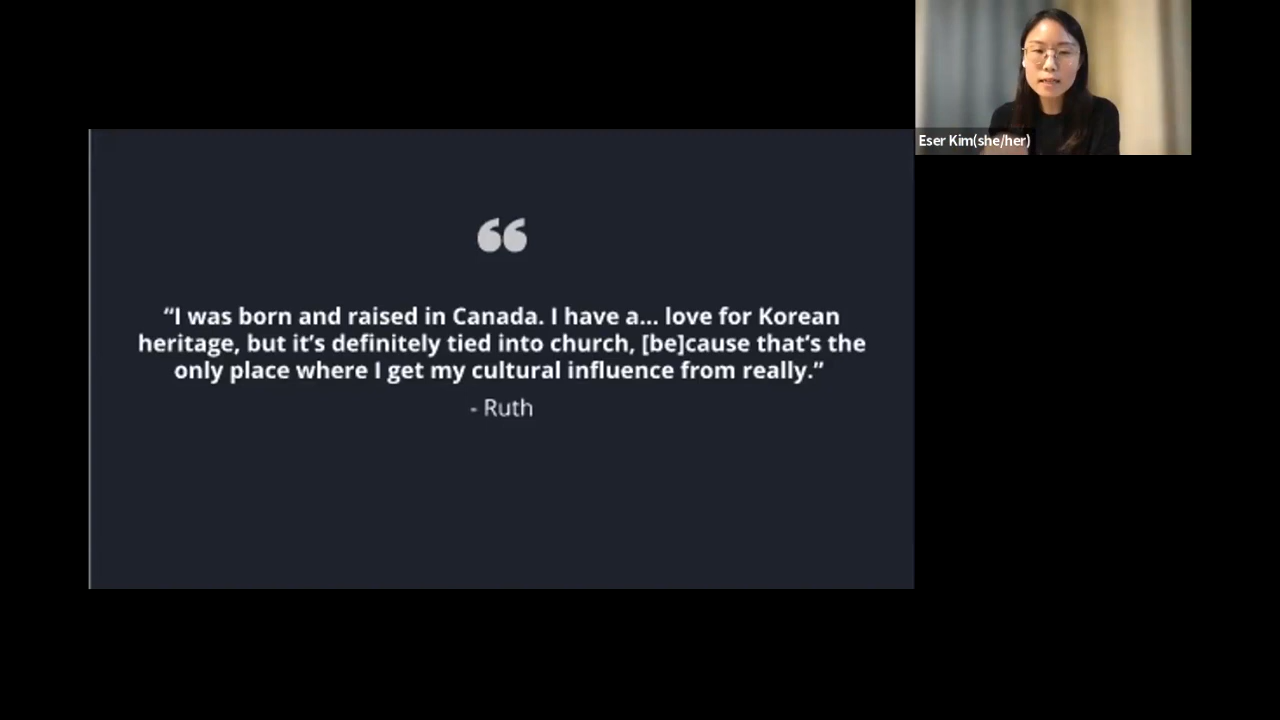 Eser Kim(she/her)
❝
“I was born and raised in Canada. I have a... love for Korean
heritage, but it’s definitely tied into church, [be]cause that’s the
only place where I get my cultural influence from really.”
- Ruth